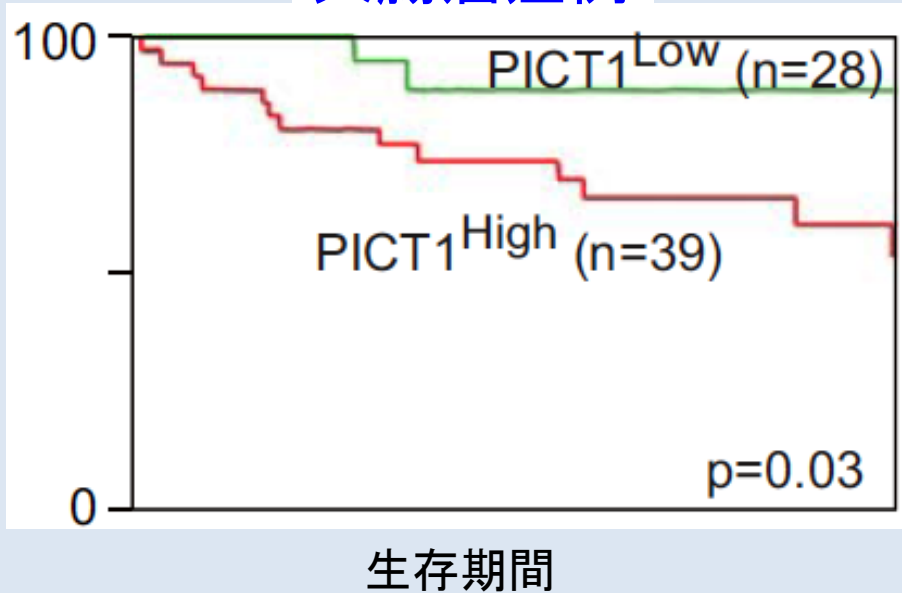 100
PICT1Low (n=28)
PICT1High (n=39)
p=0.03
0
生存期間